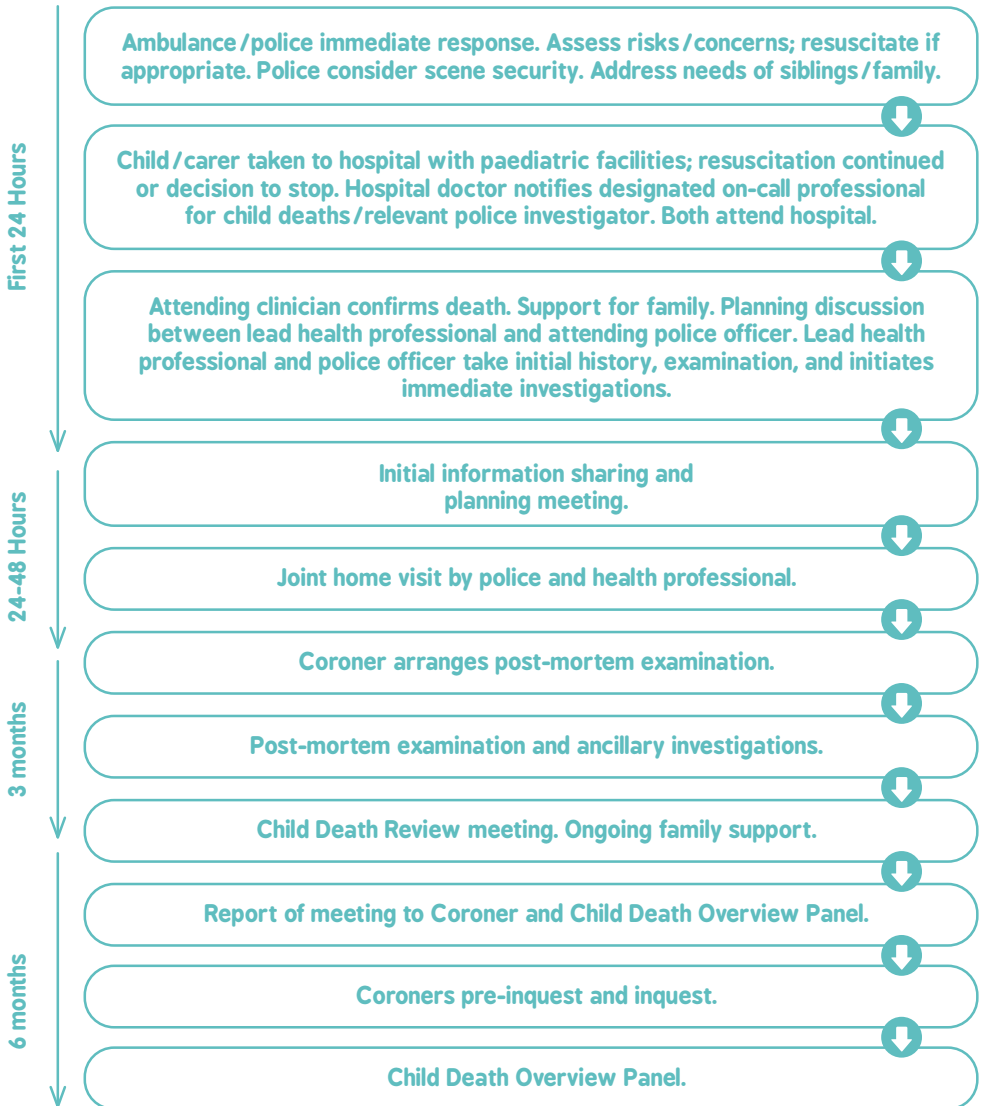 First 24 Hours
Ambulance/police immediate response. Assess risks/concerns; resuscitate if
appropriate. Police consider scene security. Address needs of siblings/family.
Child/carer taken to hospital with paediatric facilities; resuscitation continued
or decision to stop. Hospital doctor notifies designated on-call professional
for child deaths/relevant police investigator. Both attend hospital.
Attending clinician confirms death. Support for family. Planning discussion
between lead health professional and attending police officer. Lead health
professional and police officer take initial history, examination, and initiates
immediate investigations.
24-48 Hours
Initial information sharing and
planning meeting.
Joint home visit by police and health professional.
3 months
Coroner arranges post-mortem examination.
Post-mortem examination and ancillary investigations.
Child Death Review meeting. Ongoing family support.
6 months
Report of meeting to Coroner and Child Death Overview Panel.
Coroners pre-inquest and inquest.
Child Death Overview Panel.